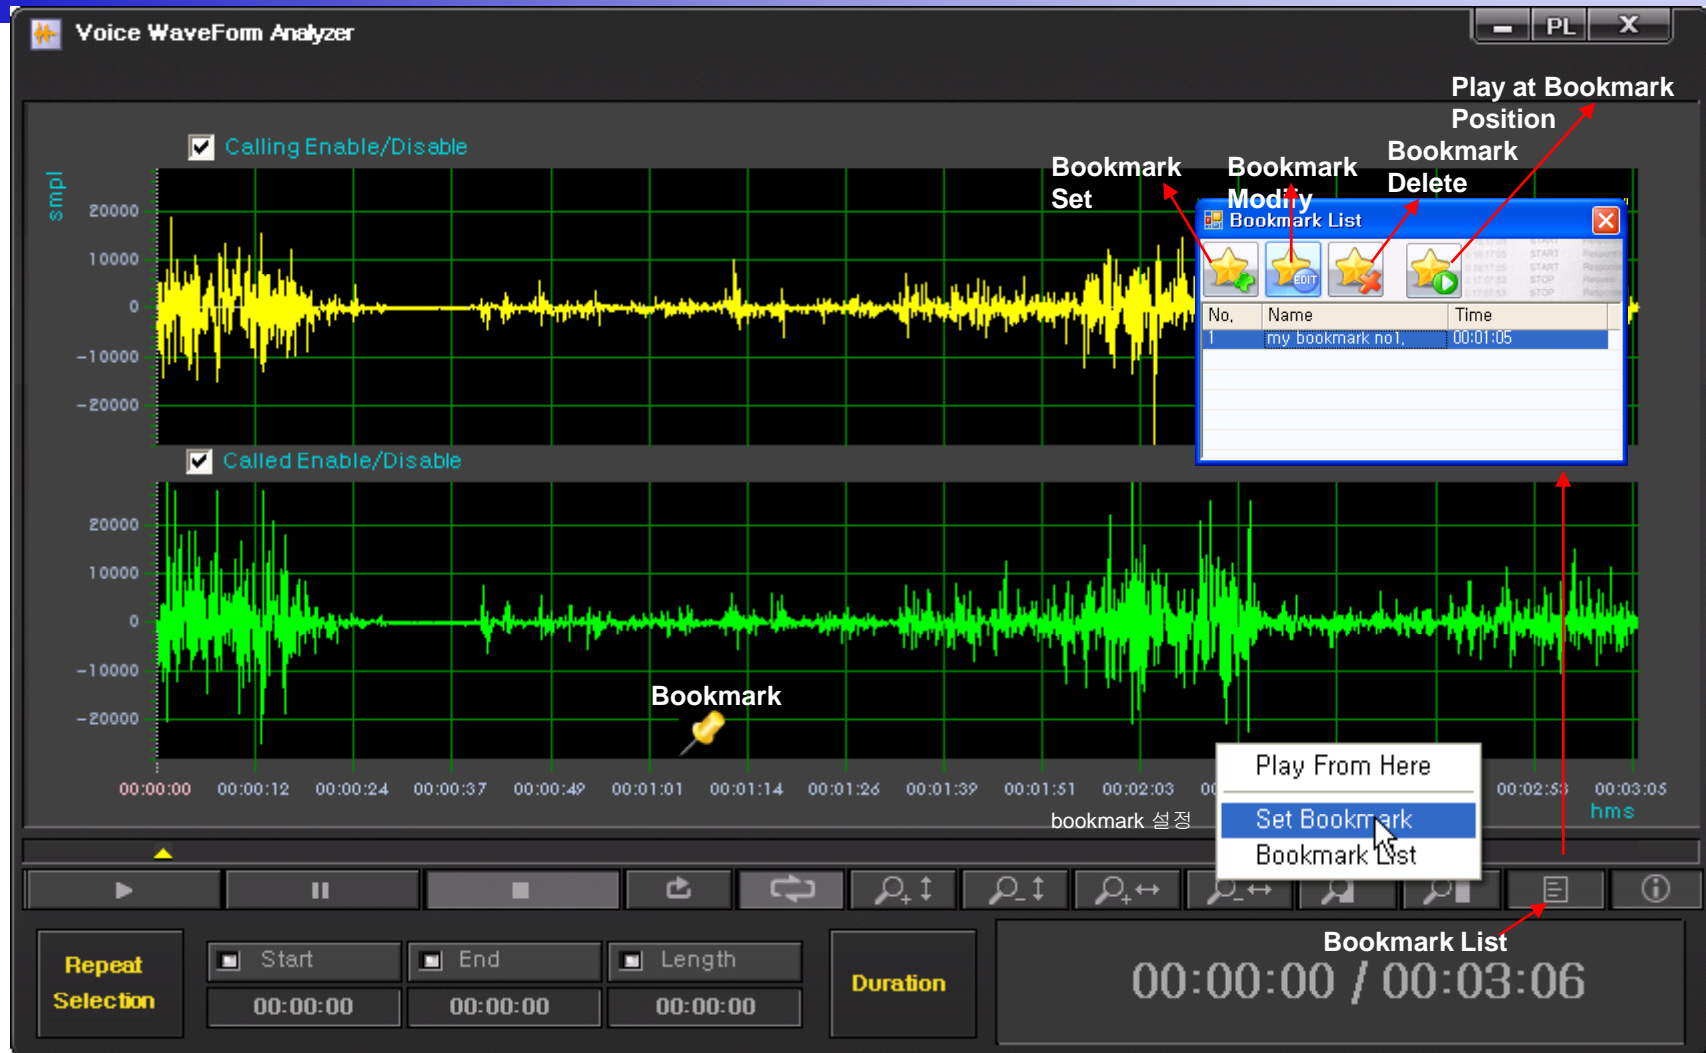 Voice WaveForm Analyzer
PL X
Play at Bookmark
Position
Calling Enable/Disable
Bookmark
Set
Bookmark
Modify
Bookmark
Delete
smpl
20000
10000
0
-10000
-20000
Bookmark List
EDIT
START
START
STOP
STOP
No. Name Time
1 my bookmark no1. 00:01:05
Called Enable/Disable
20000
10000
0
-10000
-20000
Bookmark
00:00:00 00:00:12 00:00:24 00:00:37 00:00:49 00:01:01 00:01:14 00:01:26 00:01:39 00:01:51 00:02:03 00:02:53 00:03:05
hms
bookmark 설정
Play From Here
Set Bookmark
Bookmark List
Bookmark List
Repeat
Selection
Start End Length
00:00:00 00:00:00 00:00:00
Duration
00:00:00 / 00:03:06